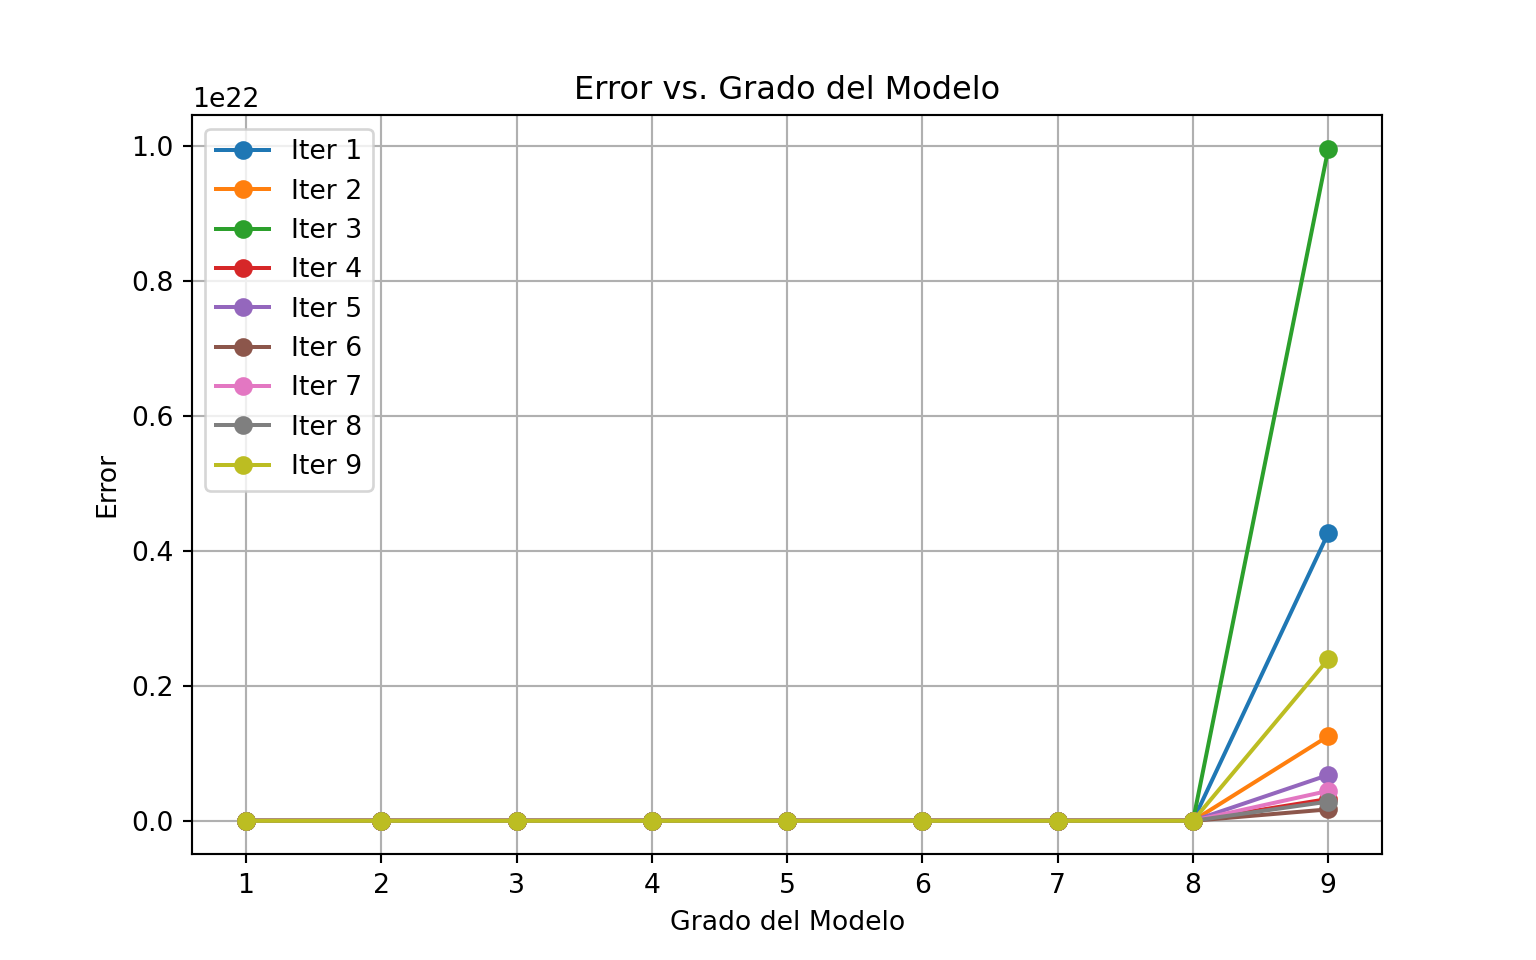 Error vs. Grado del Modelo
1e22
1.0
0.8
0.6
0.4
0.2
0.0
Error
Iter 1
Iter 2
Iter 3
Iter 4
Iter 5
Iter 6
Iter 7
Iter 8
Iter 9
1 2 3 4 5 6 7 8 9
Grado del Modelo